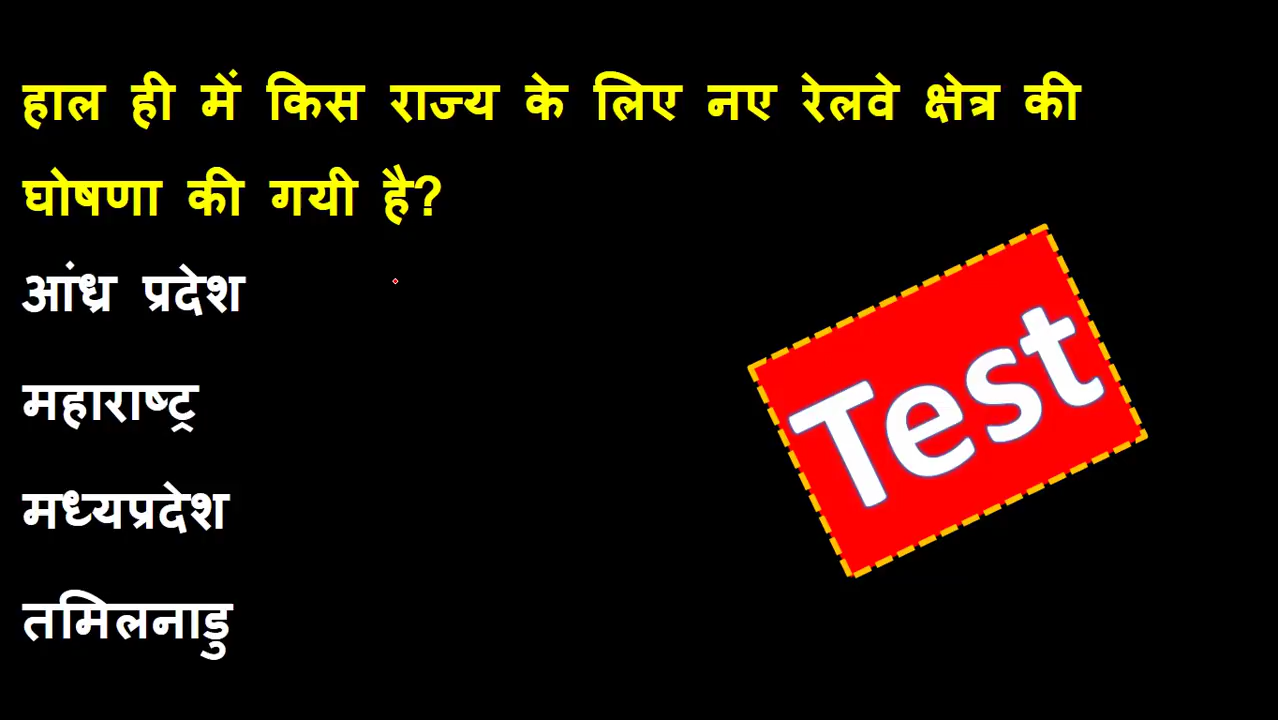 हाल ही में किस राज्य के लिए नए रेलवे क्षेत्र की
घोषणा की गयी है?
आंध्र प्रदेश
महाराष्ट्र
मध्यप्रदेश
तमिलनाडु
Test